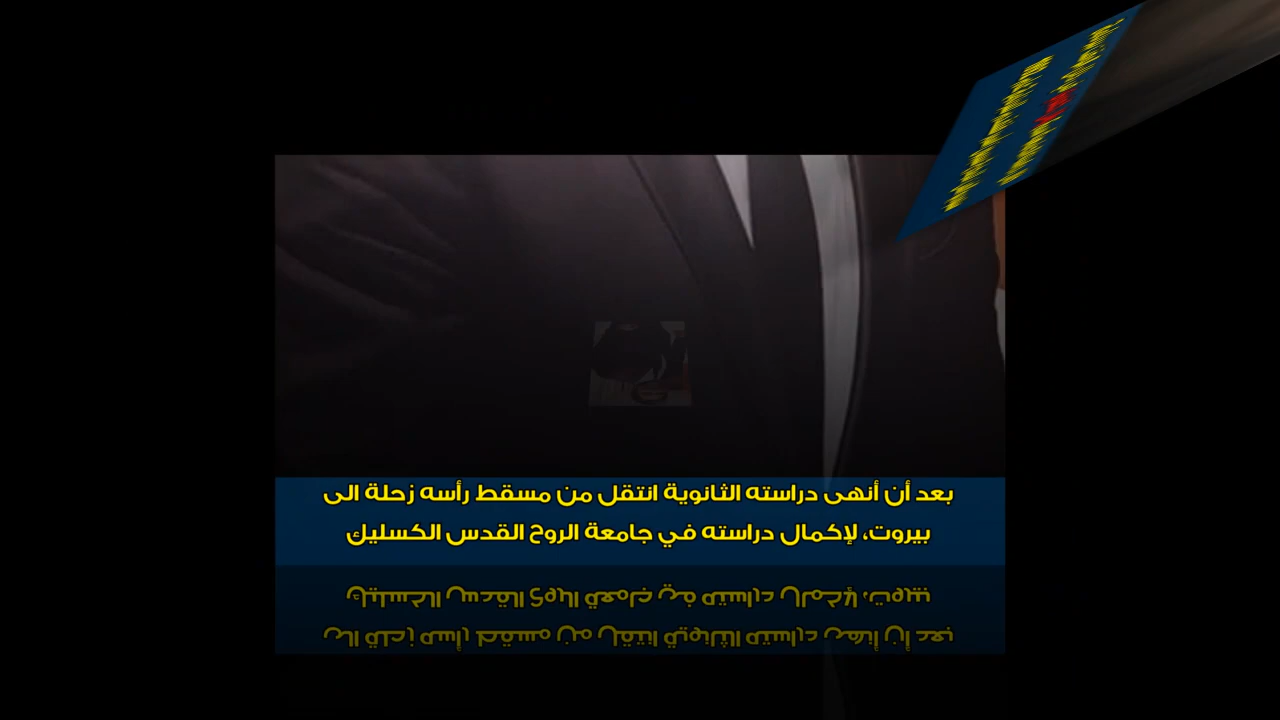 بعد أن أنهى دراسته الثانوية انتقل من مسقط رأسه زحلة الى
بيروت، لإكمال دراسته في جامعة الروح القدس الكسليك